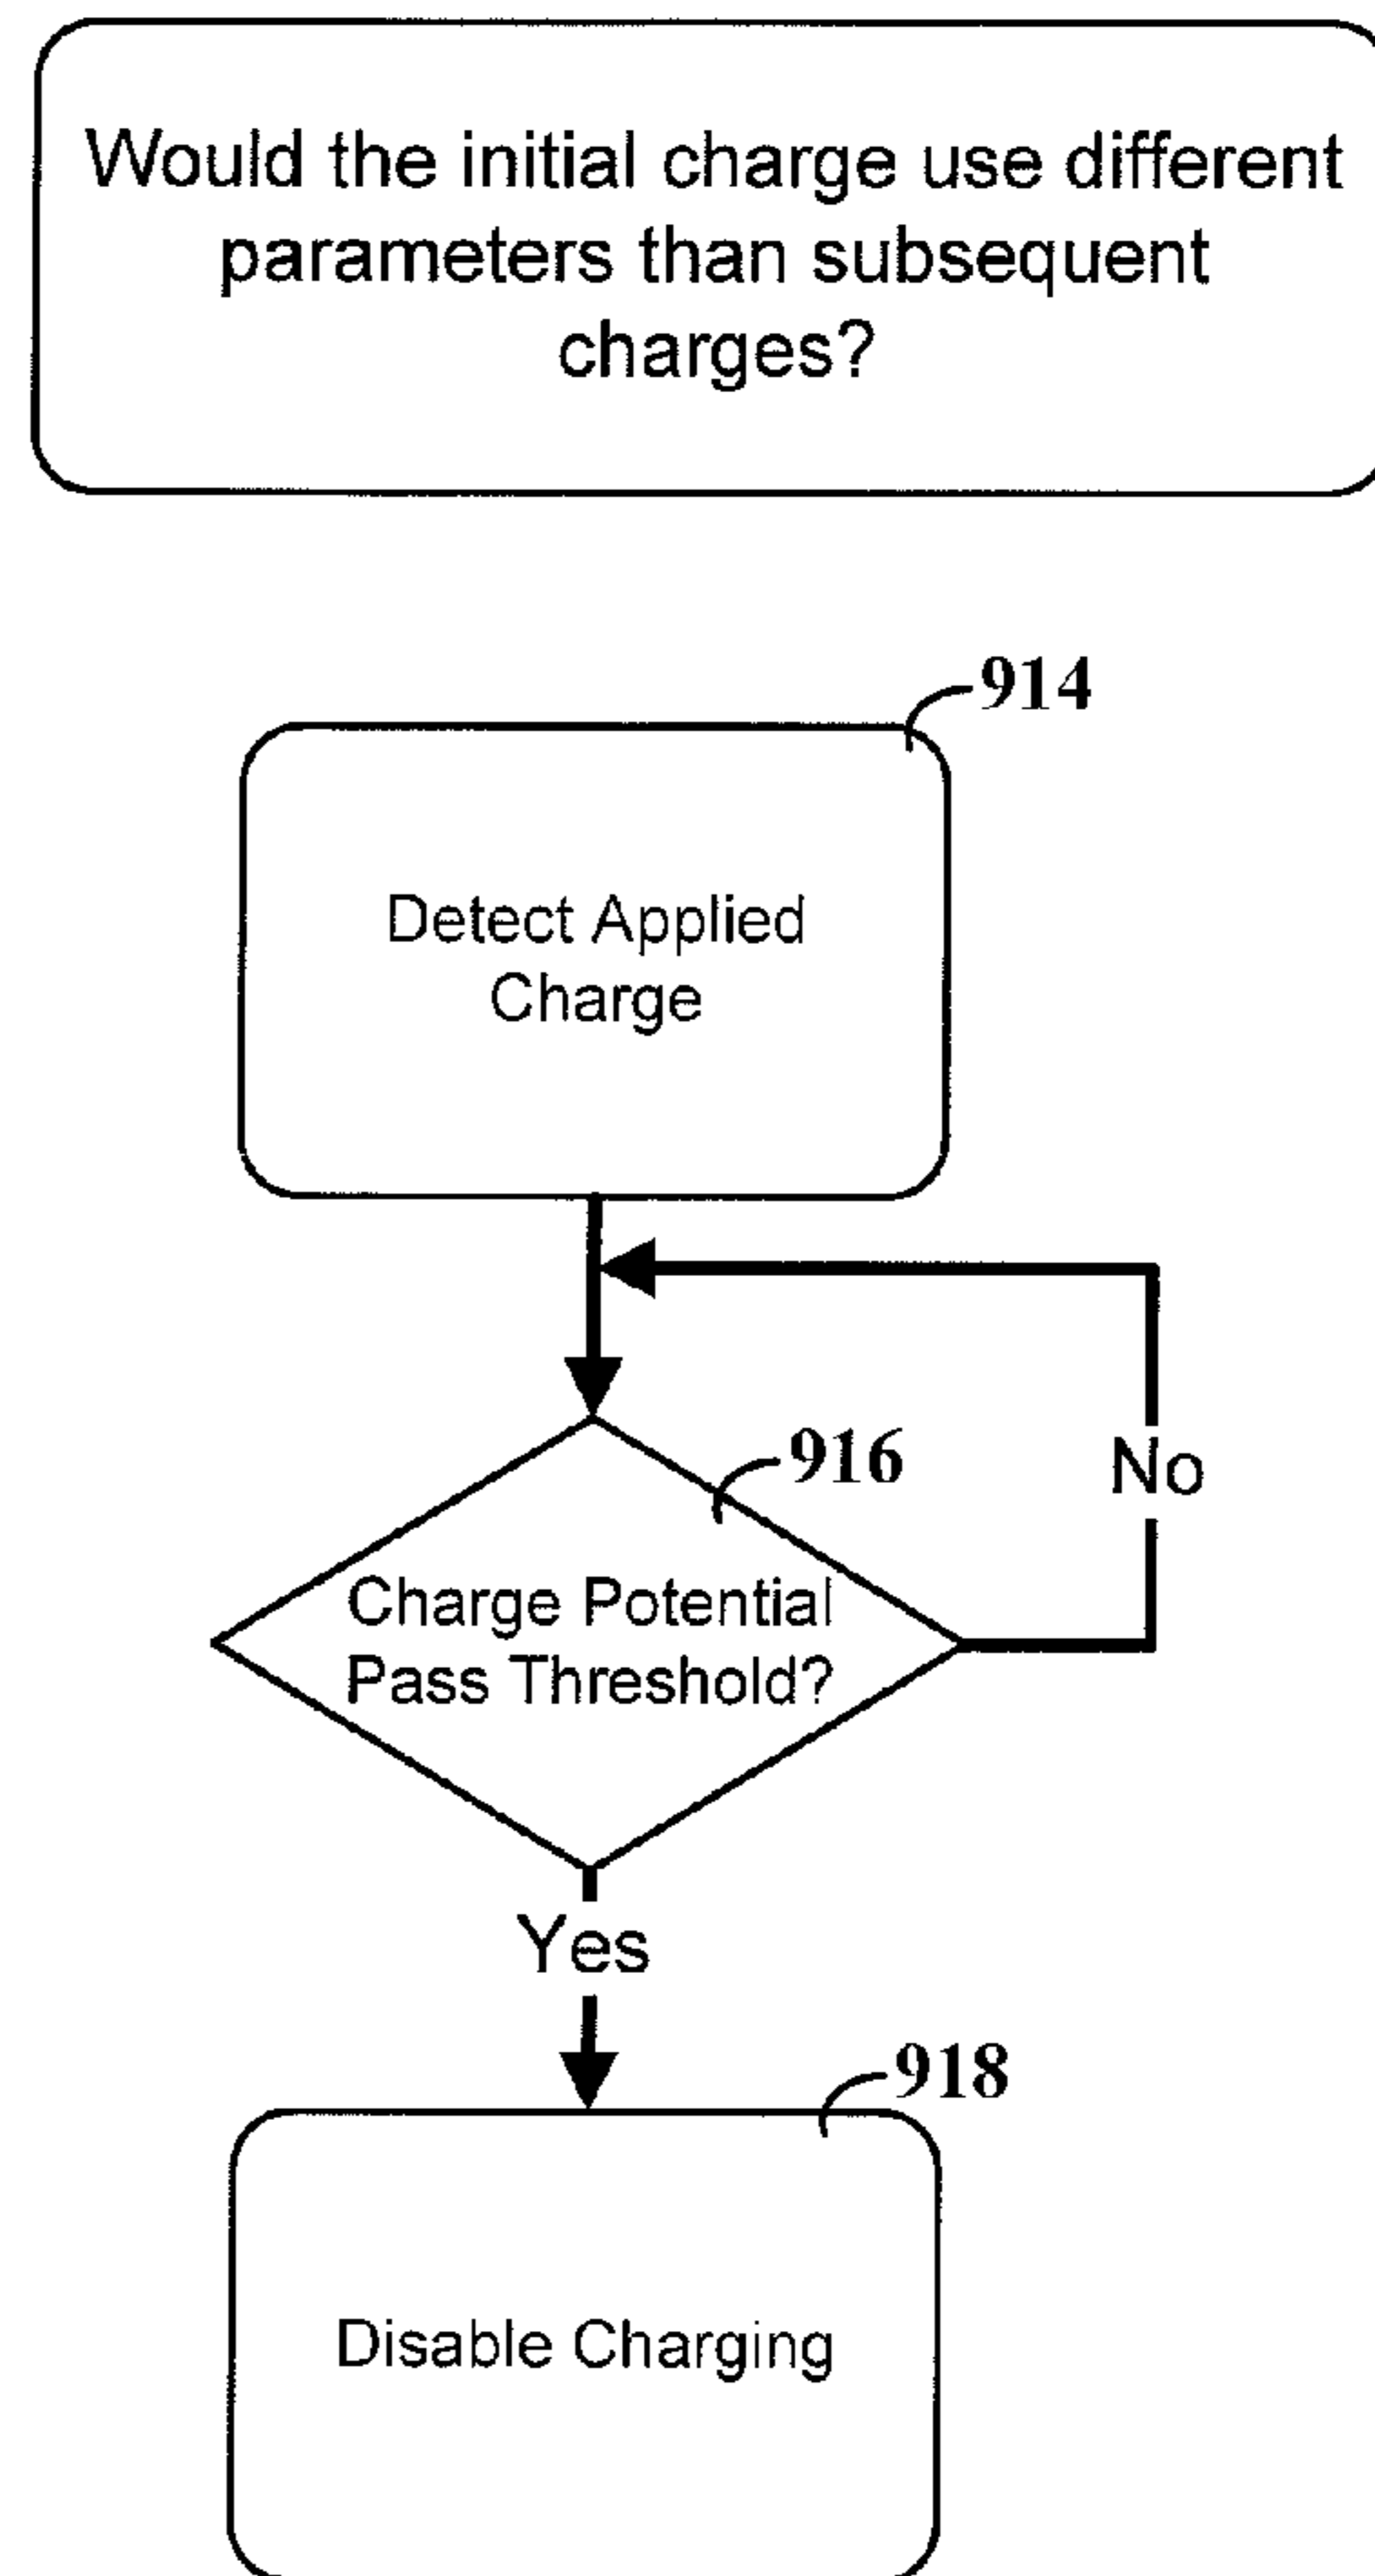 Would the initial charge use different
parameters than subsequent
charges?
914
Detect Applied
Charge
916
No
Charge Potential
Pass Threshold?
Yes
918
Disable Charging